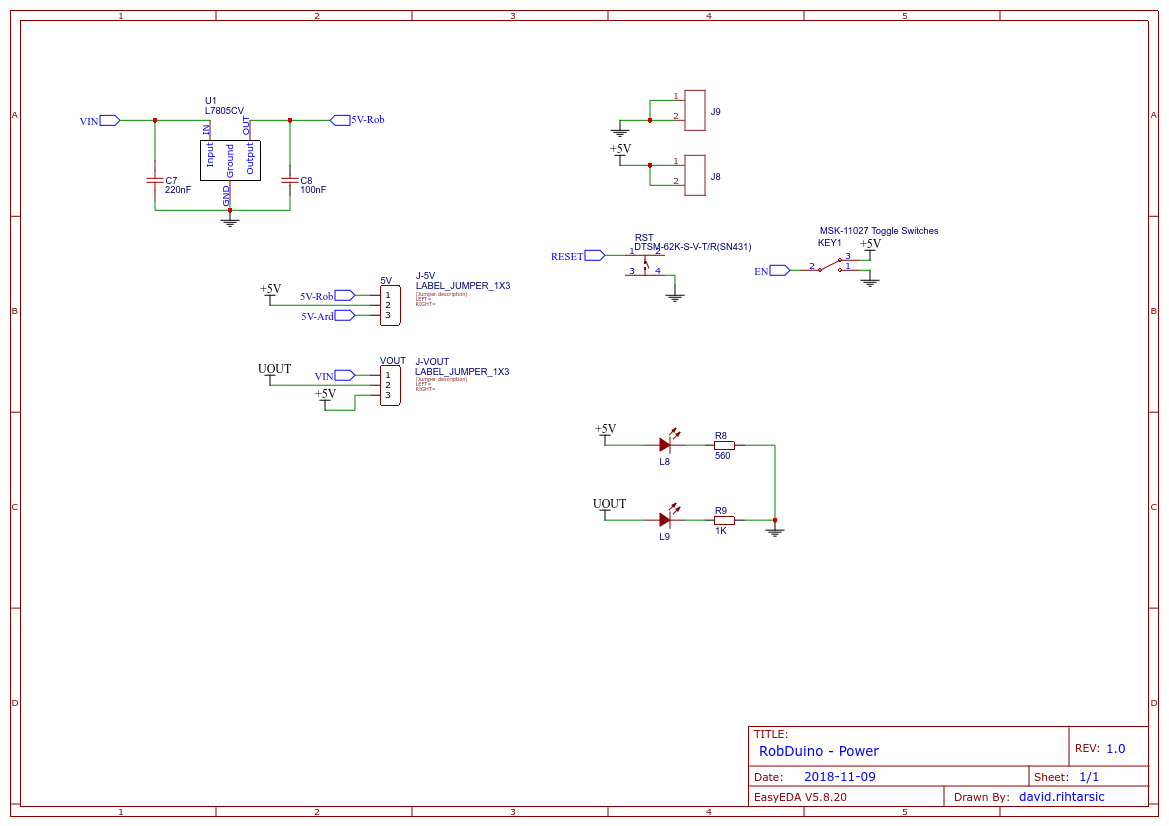 1 2 3 4 5
A A
B B
C C
D D
U1
L7805CV
VIN
5V-Rob
IN
OUT
Input
Ground
Output
GND
C7
220nF
C8
100nF
1
2
J9
+5V
1
2
J8
RST
DTSM-62K-S-V-T/R(SN431)
RESET
1 2
3 4
MSK-11027 Toggle Switches
KEY1
+5V
EN
2
3
1
5V
J-5V
LABEL_JUMPER_1X3
(Jumper description)
LEFT=
RIGHT=
+5V
5V-Rob
5V-Ard
1
2
3
VOUT
J-VOUT
LABEL_JUMPER_1X3
(Jumper description)
LEFT=
RIGHT=
UOUT
VIN
+5V
1
2
3
+5V
L8
R8
560
UOUT
L9
R9
1K
TITLE:
RobDuino - Power
REV: 1.0
Date: 2018-11-09
Sheet: 1/1
EasyEDA V5.8.20
Drawn By: david.rihtarsic
1 2 3 4 5